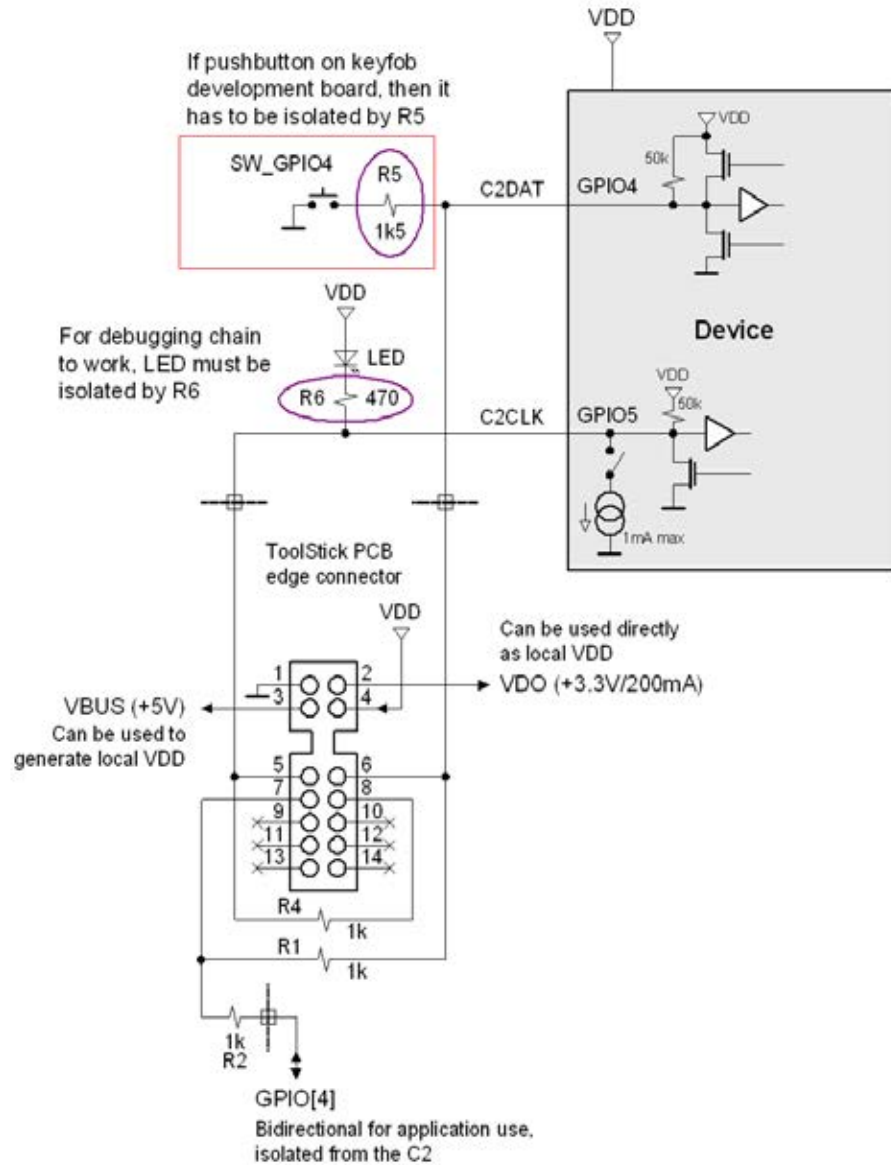 VDD
If pushbutton on keyfob
development board, then it
has to be isolated by R5
SW_GPIO4
R5
1k5
C2DAT
GPIO4
VDD
50k
Device
VDD
LED
For debugging chain
to work, LED must be
isolated by R6
R6 470
C2CLK
GPIO5
VDD
50k
1mA max
ToolStick PCB
edge connector
VDD
Can be used directly
as local VDD
VDO (+3.3V/200mA)
VBUS (+5V)
Can be used to
generate local VDD
1 2
3 4
5 6
7 8
9 10
11 12
13 14
R4
1k
R1
1k
1k
R2
GPIO[4]
Bidirectional for application use,
isolated from the C2